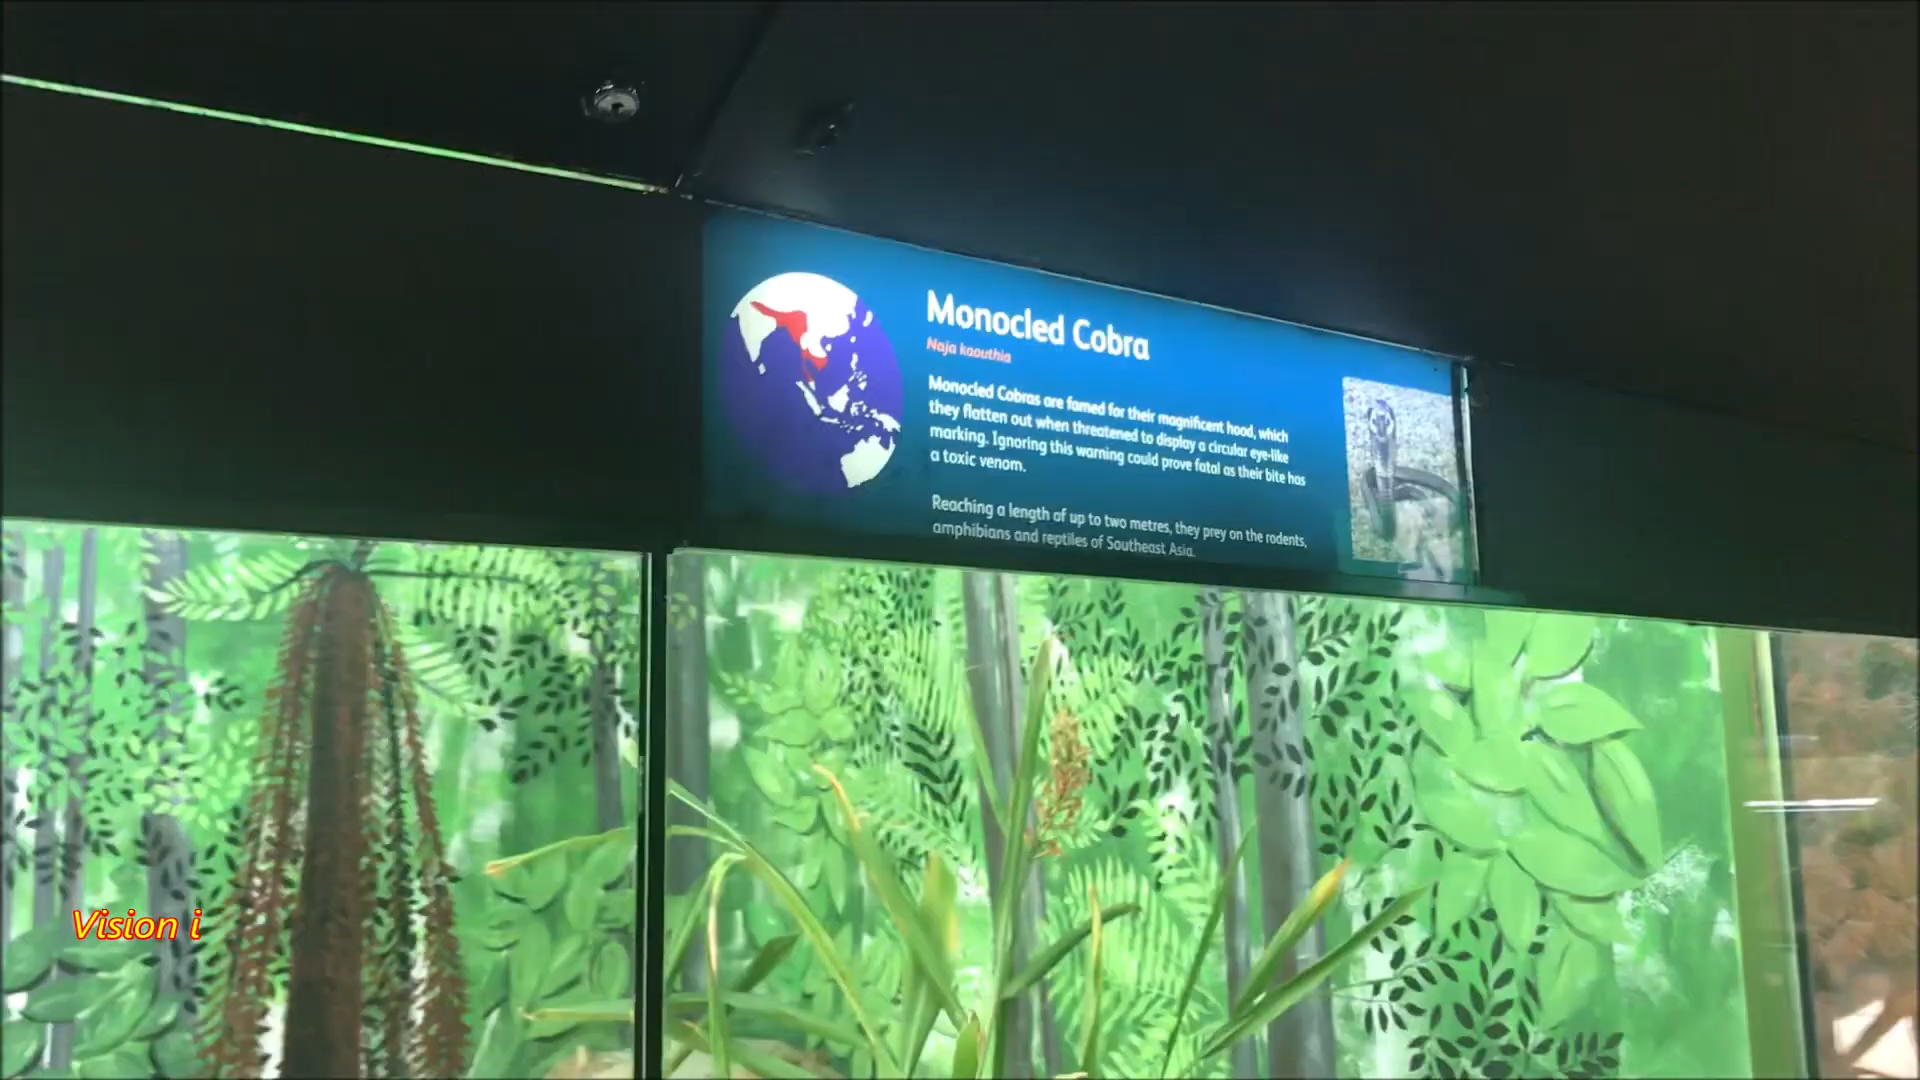 Monocled Cobra
Naja kaouthia
Monocled Cobras are famed for their magnificent hood, which
they flatten out when threatened to display a circular eye-like
marking. Ignoring this warning could prove fatal as their bite has
a toxic venom.
Reaching a length of up to two metres, they prey on the rodents,
amphibians and reptiles of Southeast Asia.
Vision i